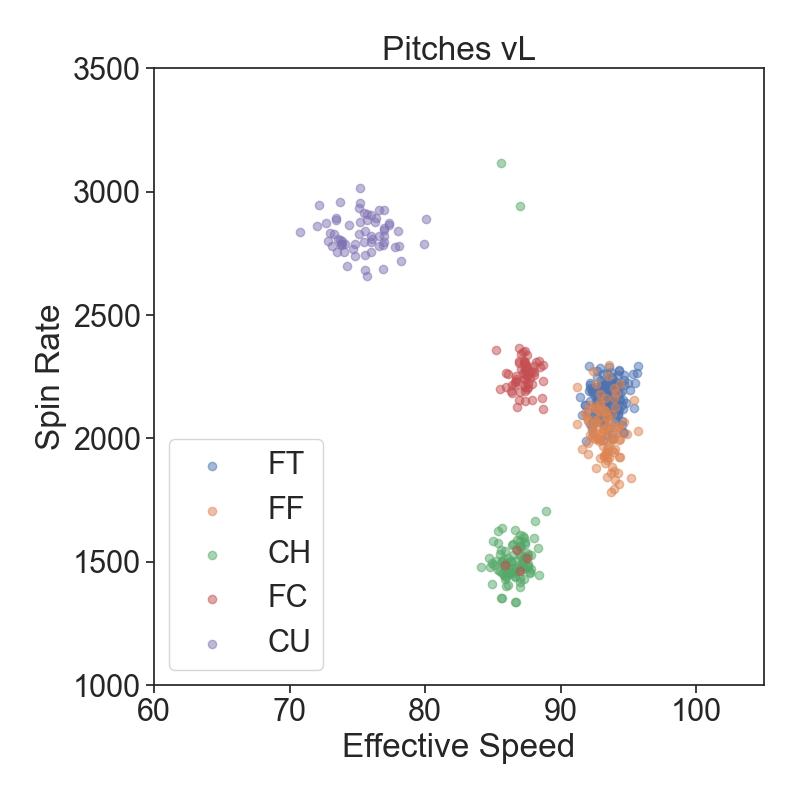 Pitches vL
3500
3000
2500
2000
1500
1000
Spin Rate
FT
FF
CH
FC
CU
60 70 80 90 100
Effective Speed